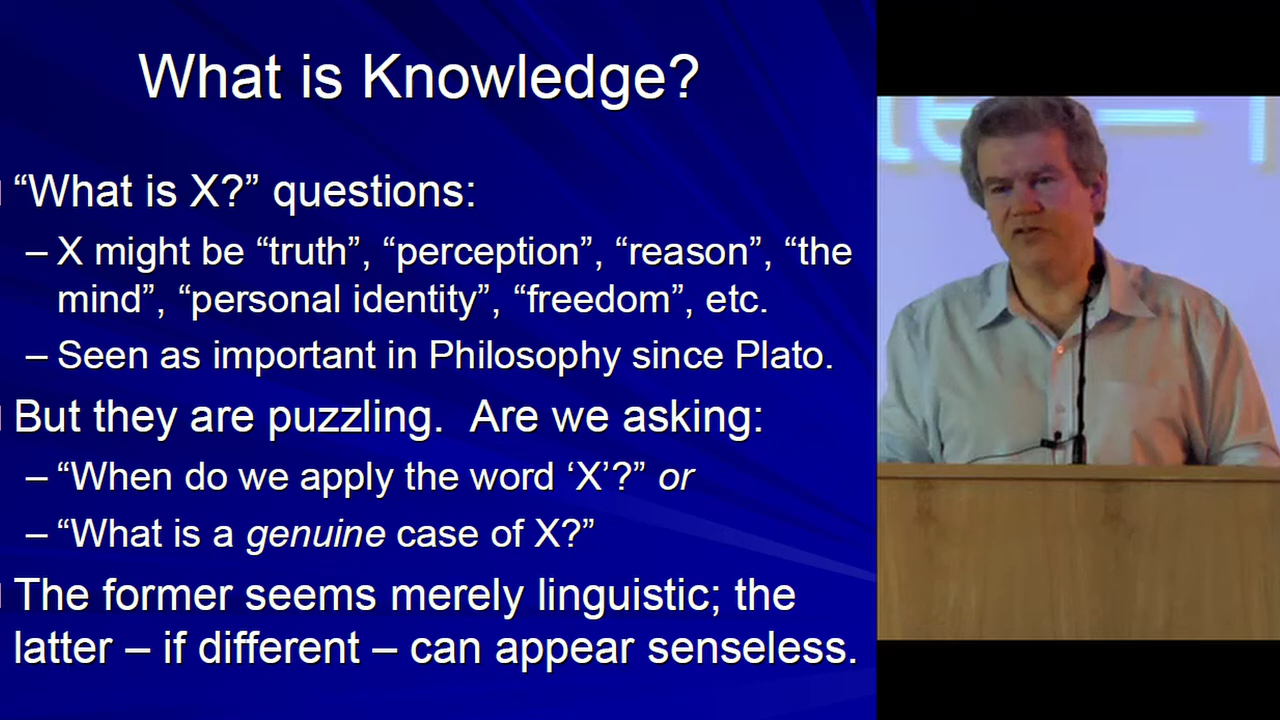 What is Knowledge?
“What is X?” questions:
– X might be “truth”, “perception”, “reason”, “the
mind”, “personal identity”, “freedom”, etc.
– Seen as important in Philosophy since Plato.
But they are puzzling.  Are we asking:
– “When do we apply the word ‘X’?” or
– “What is a genuine case of X?”
The former seems merely linguistic; the
latter – if different – can appear senseless.